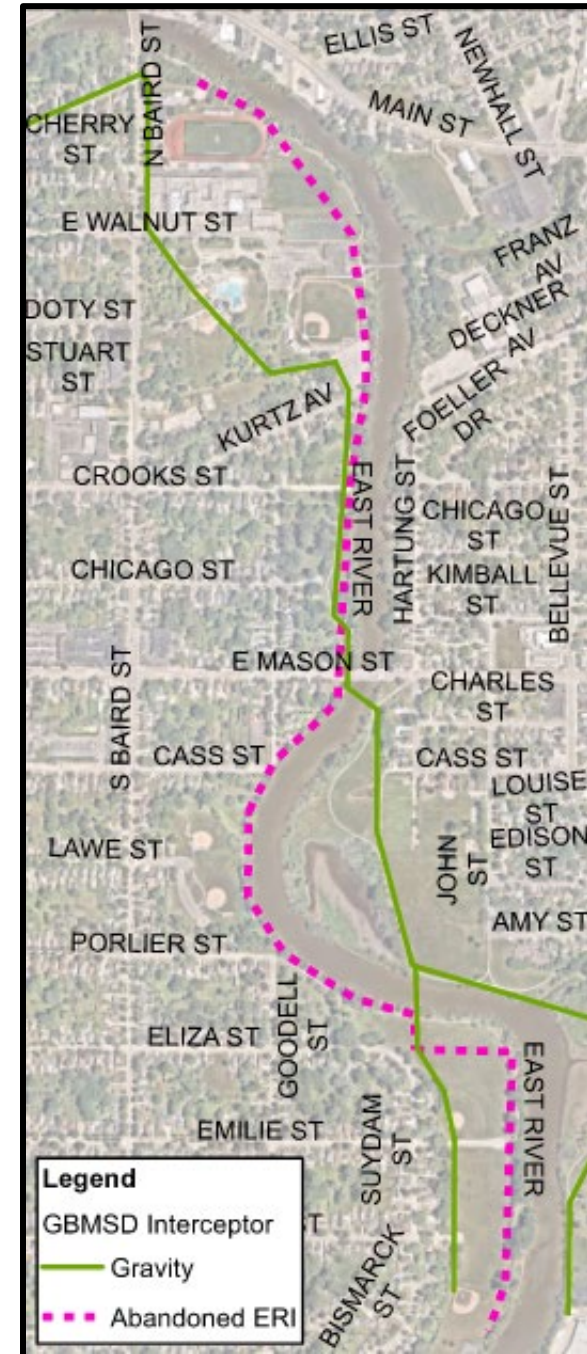 ELLIS ST
NEWHALL ST
N BAIRD ST
MAIN ST
CHERRY
ST
E WALNUT ST
FRANZ
AV
DOTY ST
DECKNER
AV
STUART
ST
FOELLER
DR
KURTZ AV
CROOKS ST
EAST RIVER
HARTUNG ST
CHICAGO
ST
BELLEVUE ST
CHICAGO ST
KIMBALL
ST
E MASON ST
S BAIRD ST
CHARLES
ST
CASS ST
CASS ST
LOUISE
ST
LAWE ST
JOHN
ST
EDISON
ST
PORLIER ST
AMY ST
GOODELL
ST
ELIZA ST
EAST RIVER
EMILIE ST
SUYDAM
ST
BISMARCK
ST
Legend
GBMSD Interceptor
ST
Gravity
Abandoned ERI